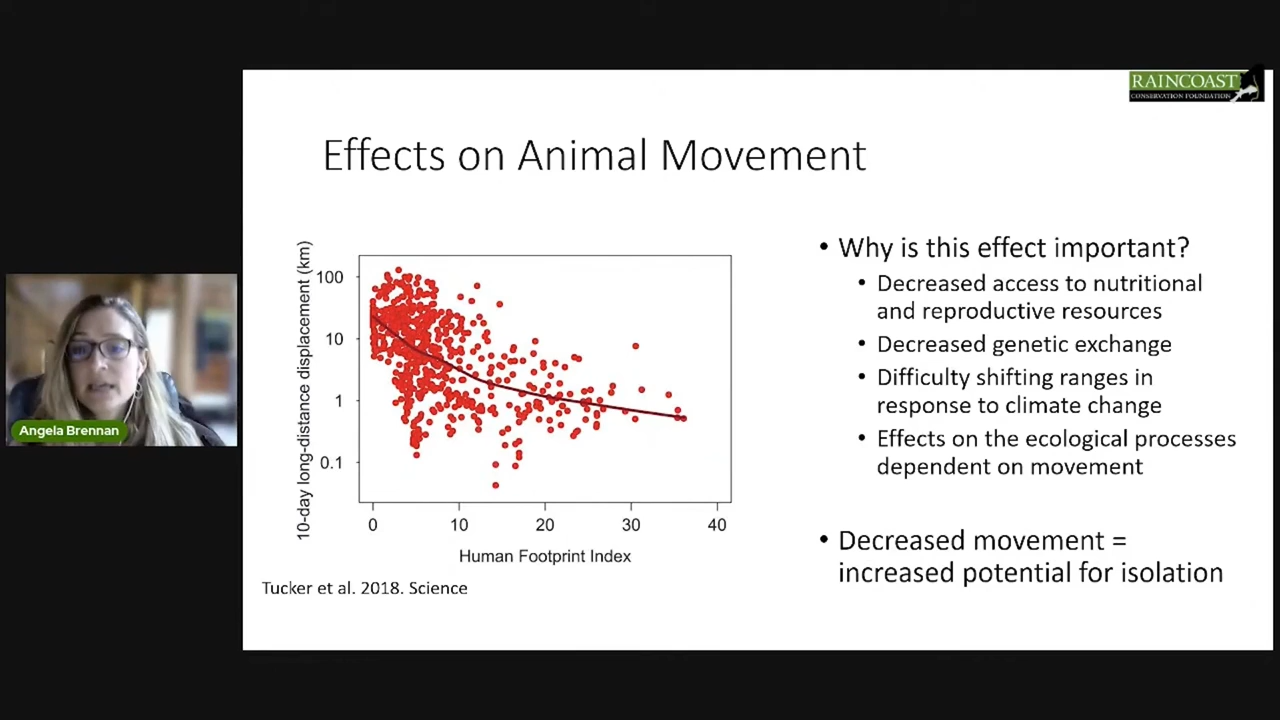 RAINCOAST
CONSERVATION FOUNDATION
Effects on Animal Movement
10-day long-distance displacement (km)
100
10
1
0.1
0
10
20
30
40
Human Footprint Index
Tucker et al. 2018. Science
• Why is this effect important?
• Decreased access to nutritional
and reproductive resources
• Decreased genetic exchange
• Difficulty shifting ranges in
response to climate change
• Effects on the ecological processes
dependent on movement
• Decreased movement =
increased potential for isolation
Angela Brennan